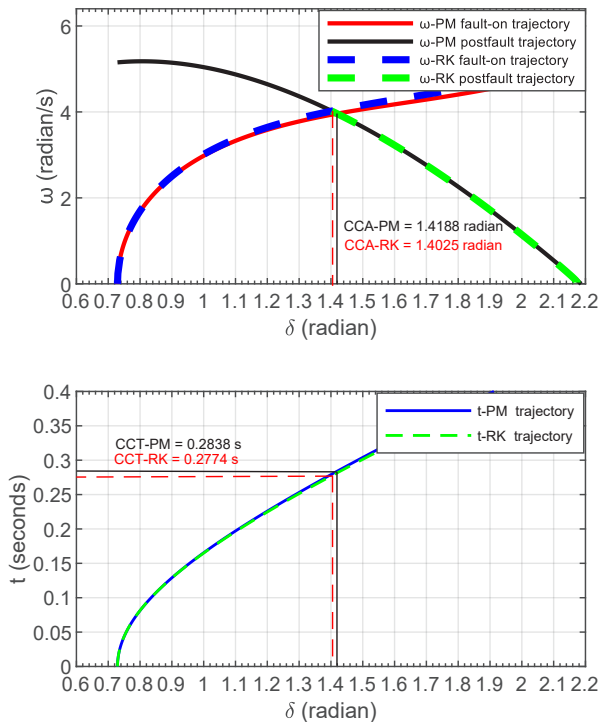 6
4
2
0
ω (radian/s)
ω-PM fault-on trajectory
ω-PM postfault trajectory
ω-RK fault-on trajectory
ω-RK postfault trajectory
CCA-PM = 1.4188 radian
CCA-RK = 1.4025 radian
0.6 0.7 0.8 0.9 1 1.1 1.2 1.3 1.4 1.5 1.6 1.7 1.8 1.9 2 2.1 2.2
δ (radian)
0.4
0.35
0.3
0.25
0.2
0.15
0.1
0.05
0
t (seconds)
t-PM trajectory
t-RK trajectory
CCT-PM = 0.2838 s
CCT-RK = 0.2774 s
0.6 0.7 0.8 0.9 1 1.1 1.2 1.3 1.4 1.5 1.6 1.7 1.8 1.9 2 2.1 2.2
δ (radian)